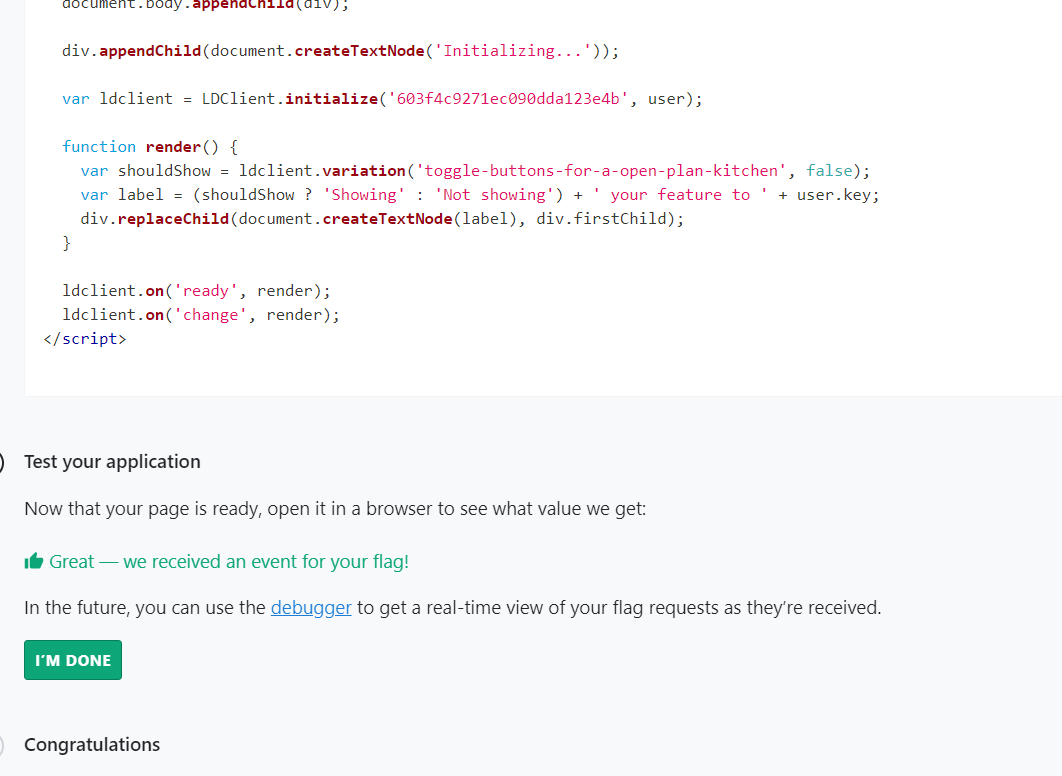 document.body.appendChild(div);
div.appendChild(document.createTextNode('Initializing...'));
var ldclient = LDClient.initialize('603f4c9271ec090dda123e4b', user);
function render() {
var shouldShow = ldclient.variation('toggle-buttons-for-a-open-plan-kitchen', false);
var label = (shouldShow ? 'Showing' : 'Not showing') + ' your feature to ' + user.key;
div.replaceChild(document.createTextNode(label), div.firstChild);
}
ldclient.on('ready', render);
ldclient.on('change', render);
</script>
Test your application
Now that your page is ready, open it in a browser to see what value we get:
Great — we received an event for your flag!
In the future, you can use the debugger to get a real-time view of your flag requests as they’re received.
I’M DONE
Congratulations